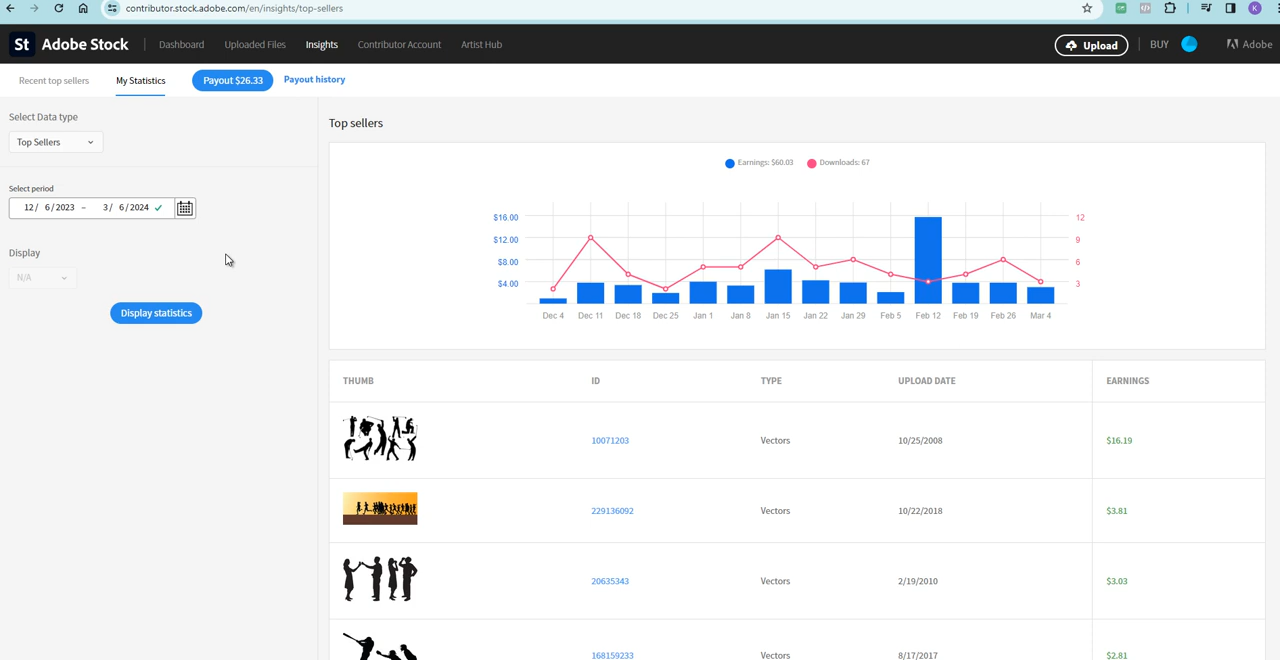 contributor.stock.adobe.com/en/insights/top-sellers
K
St Adobe Stock Dashboard Uploaded Files Insights Contributor Account Artist Hub Upload BUY Adobe
Recent top sellers My Statistics Payout $26.33 Payout history
Select Data type
Top Sellers
Select period
12/ 6/2023 – 3/ 6/2024
Display
N/A
Display statistics
Top sellers
Earnings: $60.03 Downloads: 67
$16.00 12
$12.00 9
$8.00 6
$4.00 3
Dec 4 Dec 11 Dec 18 Dec 25 Jan 1 Jan 8 Jan 15 Jan 22 Jan 29 Feb 5 Feb 12 Feb 19 Feb 26 Mar 4
THUMB ID TYPE UPLOAD DATE EARNINGS
10071203 Vectors 10/25/2008 $16.19
229136092 Vectors 10/22/2018 $3.81
20635343 Vectors 2/19/2010 $3.03
168159233 Vectors 8/17/2017 $2.81